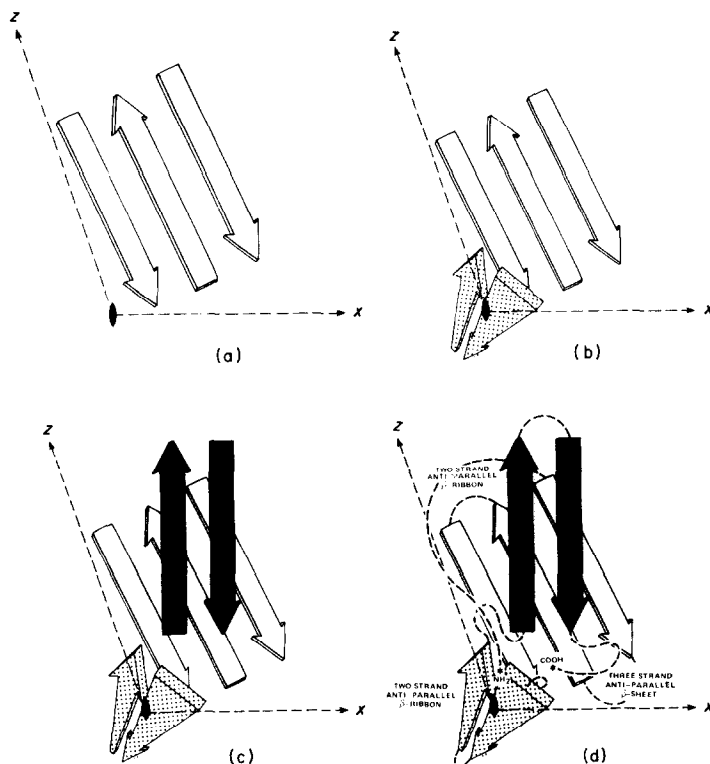 Z
X
(a)
Z
X
(b)
Z
X
(c)
Z
TWO STRAND
ANTI-PARALLEL
β-RIBBON
COOH
NH2
TWO STRAND
ANTI-PARALLEL
β-RIBBON
THREE STRAND
ANTI-PARALLEL
β-SHEET
X
(d)